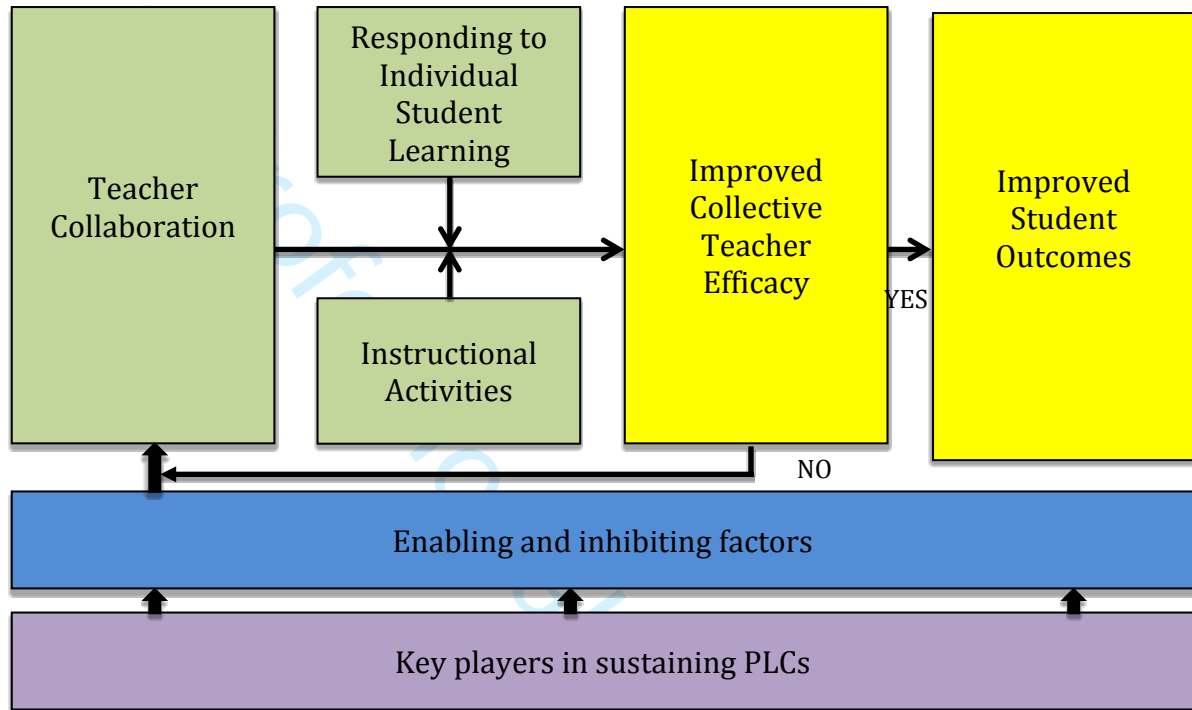 Teacher
Collaboration
Responding to
Individual
Student
Learning
Instructional
Activities
Improved
Collective
Teacher
Efficacy
YES
Improved
Student
Outcomes
NO
Enabling and inhibiting factors
Key players in sustaining PLCs